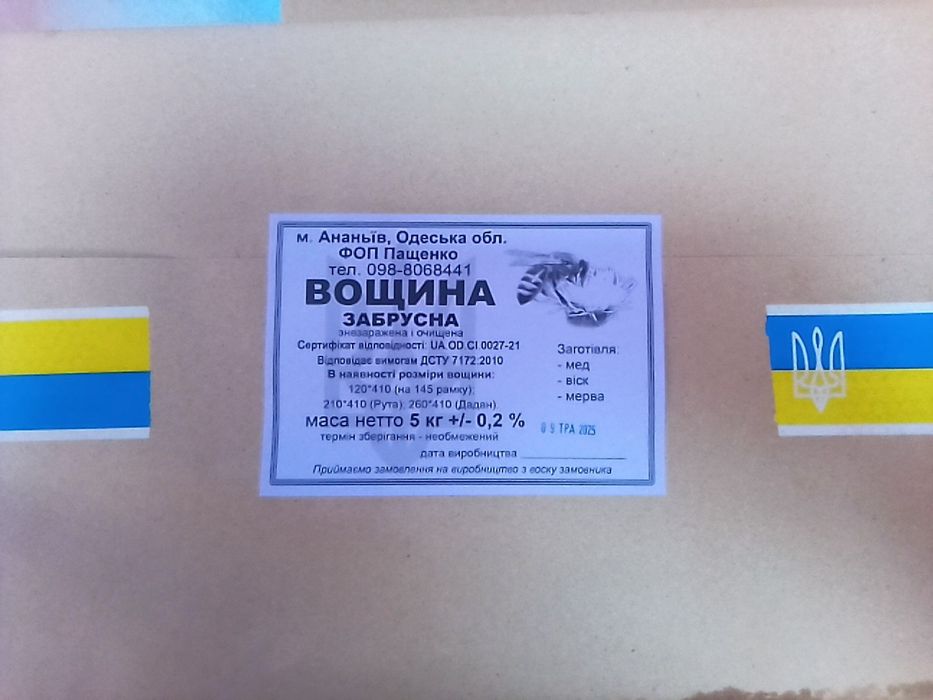 м. Ананьїв, Одеська обл.
ФОП Пащенко
тел. 098-8068441
ВОЩИНА
ЗАБРУСНА
знезаражена і очищена
Сертифікат відповідності: UA.OD.CI.0027-21
Відповідає вимогам ДСТУ 7172:2010
В наявності розміри вощини:
120*410 (на 145 рамку);
210*410 (Рута); 260*410 (Дадан).
маса нетто 5 кг +/- 0,2 %
термін зберігання - необмежений
Заготівля:
- мед
- віск
- мерва
09 ТРА 2025
дата виробництва
Приймаємо замовлення на виробництво з воску замовника